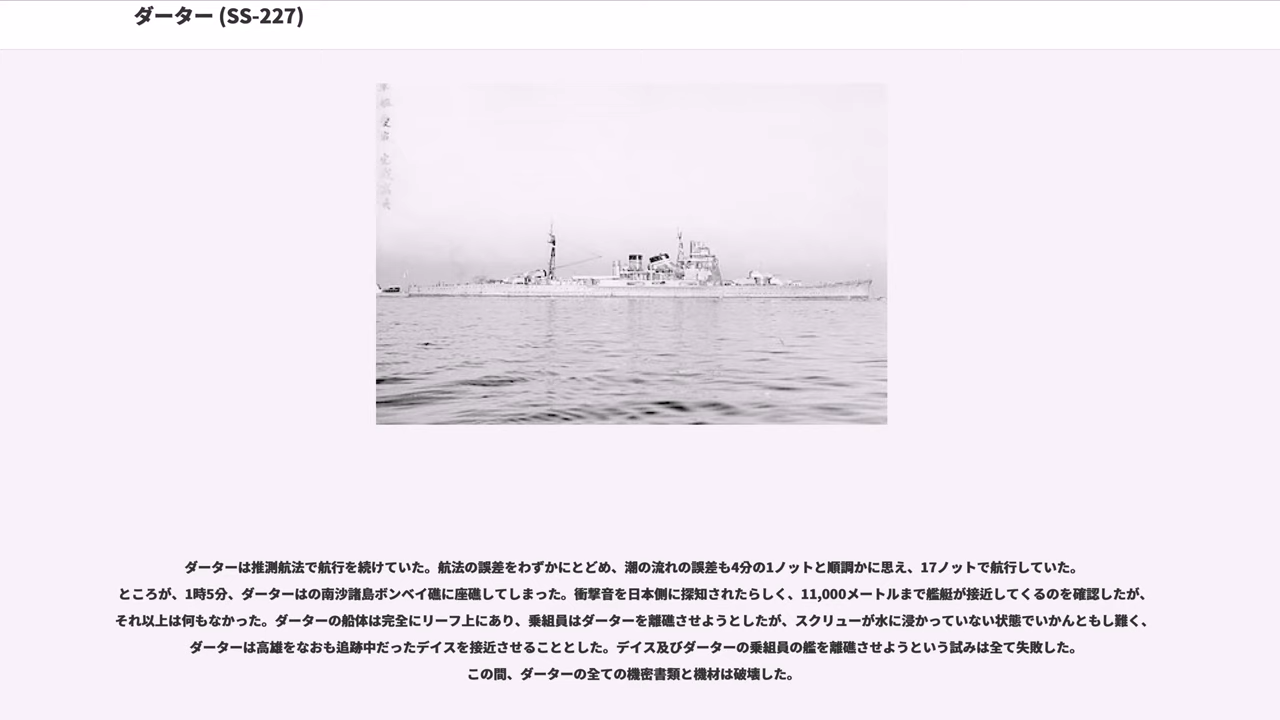 ダーター (SS-227)
ダーターは推測航法で航行を続けていた。航法の誤差をわずかにとどめ、潮の流れの誤差も4分の1ノットと順調かに思え、17ノットで航行していた。
ところが、1時5分、ダーターはの南沙諸島ボンベイ礁に座礁してしまった。衝撃音を日本側に探知されたらしく、11,000メートルまで艦艇が接近してくるのを確認したが、
それ以上は何もなかった。ダーターの船体は完全にリーフ上にあり、乗組員はダーターを離礁させようとしたが、スクリューが水に浸かっていない状態でいかんともし難く、
ダーターは高雄をなおも追跡中だったデイスを接近させることとした。デイス及びダーターの乗組員の艦を離礁させようという試みは全て失敗した。
この間、ダーターの全ての機密書類と機材は破壊した。